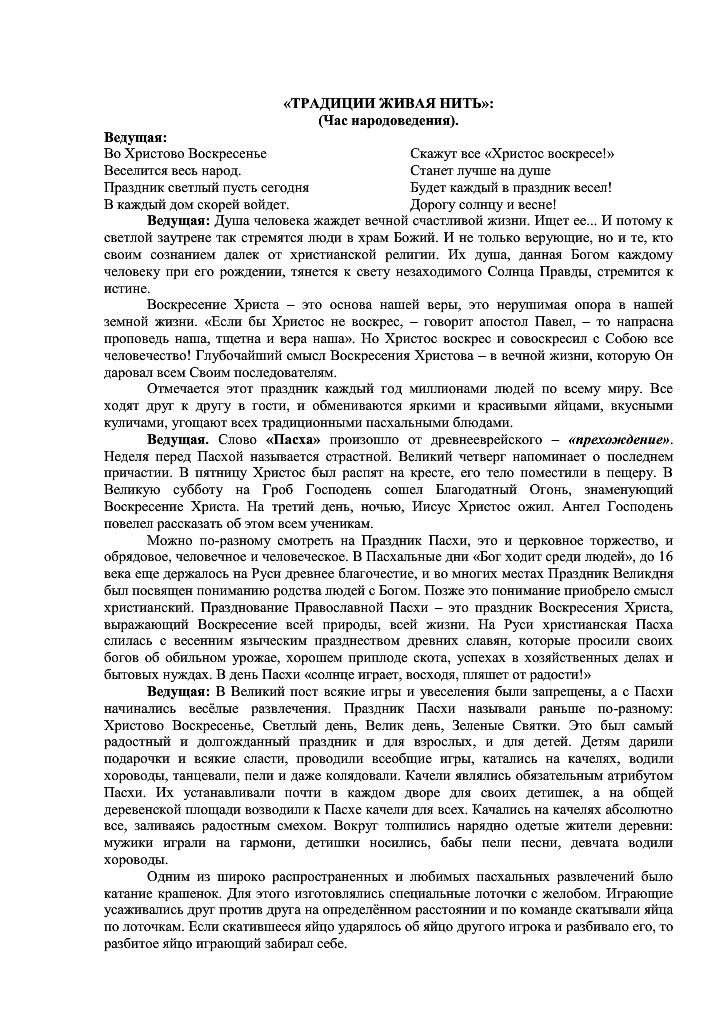 «ТРАДИЦИИ ЖИВАЯ НИТЬ»:
(Час народоведения).
Ведущая:
Во Христово Воскресенье
Веселится весь народ.
Праздник светлый пусть сегодня
В каждый дом скорей войдет.
Скажут все «Христос воскресе!»
Станет лучше на душе
Будет каждый в праздник весел!
Дорогу солнцу и весне!
Ведущая: Душа человека жаждет вечной счастливой жизни. Ищет ее... И потому к
светлой заутрене так стремятся люди в храм Божий. И не только верующие, но и те, кто
своим сознанием далек от христианской религии. Их душа, данная Богом каждому
человеку при его рождении, тянется к свету незаходимого Солнца Правды, стремится к
истине.
Воскресение Христа – это основа нашей веры, это нерушимая опора в нашей
земной жизни. «Если бы Христос не воскрес, – говорит апостол Павел, – то напрасна
проповедь наша, тщетна и вера наша». Но Христос воскрес и совоскресил с Собою все
человечество! Глубочайший смысл Воскресения Христова – в вечной жизни, которую Он
даровал всем Своим последователям.
Отмечается этот праздник каждый год миллионами людей по всему миру. Все
ходят друг к другу в гости, и обмениваются яркими и красивыми яйцами, вкусными
куличами, угощают всех традиционными пасхальными блюдами.
Ведущая. Слово «Пасха» произошло от древнееврейского – «прехождение».
Неделя перед Пасхой называется страстной. Великий четверг напоминает о последнем
причастии. В пятницу Христос был распят на кресте, его тело поместили в пещеру. В
Великую субботу на Гроб Господень сошел Благодатный Огонь, знаменующий
Воскресение Христа. На третий день, ночью, Иисус Христос ожил. Ангел Господень
повелел рассказать об этом всем ученикам.
Можно по-разному смотреть на Праздник Пасхи, это и церковное торжество, и
обрядовое, человечное и человеческое. В Пасхальные дни «Бог ходит среди людей», до 16
века еще держалось на Руси древнее благочестие, и во многих местах Праздник Великдня
был посвящен пониманию родства людей с Богом. Позже это понимание приобрело смысл
христианский. Празднование Православной Пасхи – это праздник Воскресения Христа,
выражающий Воскресение всей природы, всей жизни. На Руси христианская Пасха
слилась с весенним языческим празднеством древних славян, которые просили своих
богов об обильном урожае, хорошем приплоде скота, успехах в хозяйственных делах и
бытовых нуждах. В день Пасхи «солнце играет, восходя, пляшет от радости!»
Ведущая: В Великий пост всякие игры и увеселения были запрещены, а с Пасхи
начинались весёлые развлечения. Праздник Пасхи называли раньше по-разному:
Христово Воскресенье, Светлый день, Велик день, Зеленые Святки. Это был самый
радостный и долгожданный праздник и для взрослых, и для детей. Детям дарили
подарочки и всякие сласти, проводили всеобщие игры, катались на качелях, водили
хороводы, танцевали, пели и даже колядовали. Качели являлись обязательным атрибутом
Пасхи. Их устанавливали почти в каждом дворе для своих детишек, а на общей
деревенской площади возводили к Пасхе качели для всех. Качались на качелях абсолютно
все, заливаясь радостным смехом. Вокруг толпились нарядно одетые жители деревни:
мужики играли на гармони, детишки носились, бабы пели песни, девчата водили
хороводы.
Одним из широко распространенных и любимых пасхальных развлечений было
катание крашенок. Для этого изготовлялись специальные лоточки с желобом. Играющие
усаживались друг против друга на определённом расстоянии и по команде скатывали яйца
по лоточкам. Если скатившееся яйцо ударялось об яйцо другого игрока и разбивало его, то
разбитое яйцо играющий забирал себе.